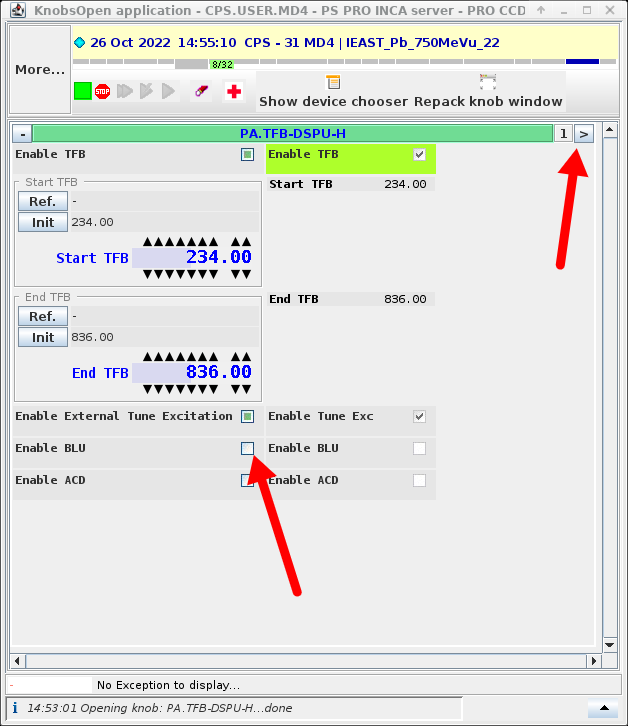 KnobsOpen application - CPS.USER.MD4 - PS PRO INCA server - PRO CCD
More...
26 Oct 2022 14:55:10 CPS - 31 MD4 | IEAST_Pb_750MeVu_22
8/32
STOP
Show device chooser Repack knob window
- PA.TFB-DSPU-H 1 >
Enable TFB Enable TFB
Start TFB Start TFB 234.00
Ref. -
Init 234.00
Start TFB 234.00
End TFB End TFB 836.00
Ref. -
Init 836.00
End TFB 836.00
Enable External Tune Excitation Enable Tune Exc
Enable BLU Enable BLU
Enable ACD Enable ACD
- No Exception to display...
i 14:53:01 Opening knob: PA.TFB-DSPU-H...done